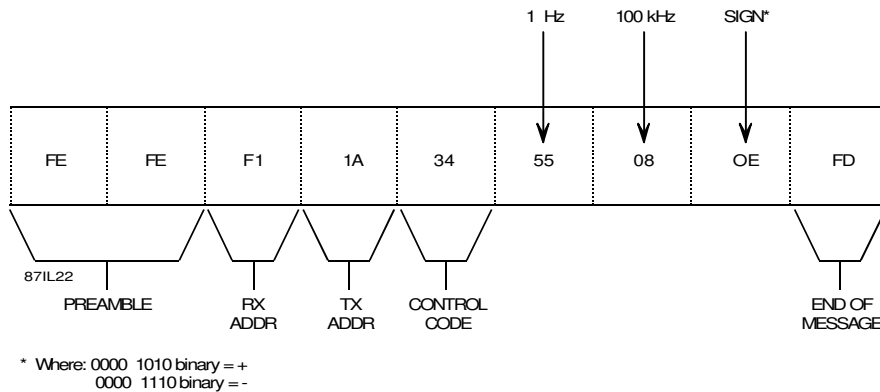 1 Hz 100 kHz SIGN*
FE FE F1 1A 34 55 08 OE FD
87IL22
PREAMBLE RX ADDR TX ADDR CONTROL CODE END OF MESSAGE
* Where: 0000 1010 binary = +
0000 1110 binary = -